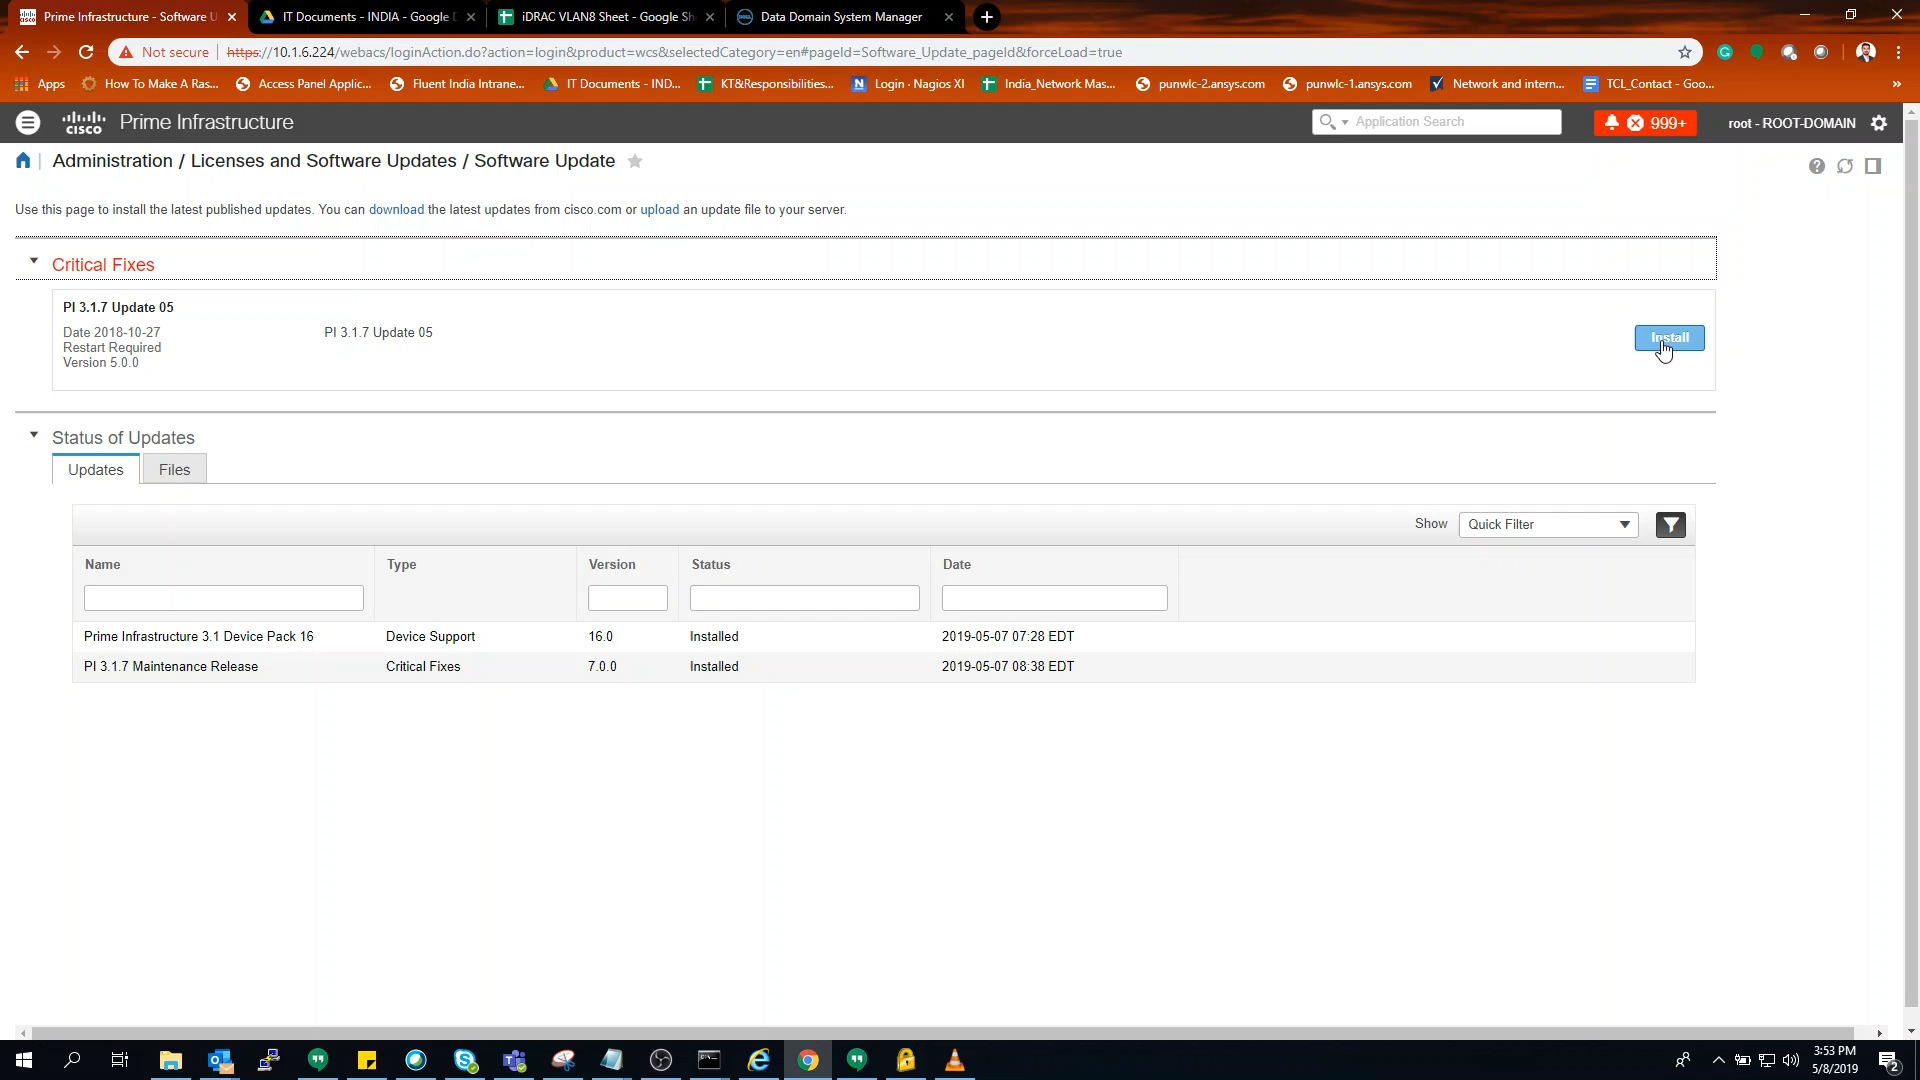 Prime Infrastructure - Software U
IT Documents - INDIA - Google D
iDRAC VLAN8 Sheet - Google Sh
Data Domain System Manager
Not secure
https://10.1.6.224/webacs/loginAction.do?action=login&product=wcs&selectedCategory=en#pageId=Software_Update_pageId&forceLoad=true
Apps
How To Make A Ras...
Access Panel Applic...
Fluent India Intrane...
IT Documents - IND...
KT&Responsibilities...
Login · Nagios XI
India_Network Mas...
punwlc-2.ansys.com
punwlc-1.ansys.com
Network and intern...
TCL_Contact - Goo...
cisco Prime Infrastructure
Application Search
999+
root - ROOT-DOMAIN
Administration / Licenses and Software Updates / Software Update
Use this page to install the latest published updates. You can download the latest updates from cisco.com or upload an update file to your server.
Critical Fixes
PI 3.1.7 Update 05
Date 2018-10-27
PI 3.1.7 Update 05
Restart Required
Version 5.0.0
Install
Status of Updates
Updates
Files
Show
Quick Filter
Name Type Version Status Date
Prime Infrastructure 3.1 Device Pack 16 Device Support 16.0 Installed 2019-05-07 07:28 EDT
PI 3.1.7 Maintenance Release Critical Fixes 7.0.0 Installed 2019-05-07 08:38 EDT
3:53 PM
5/8/2019
2